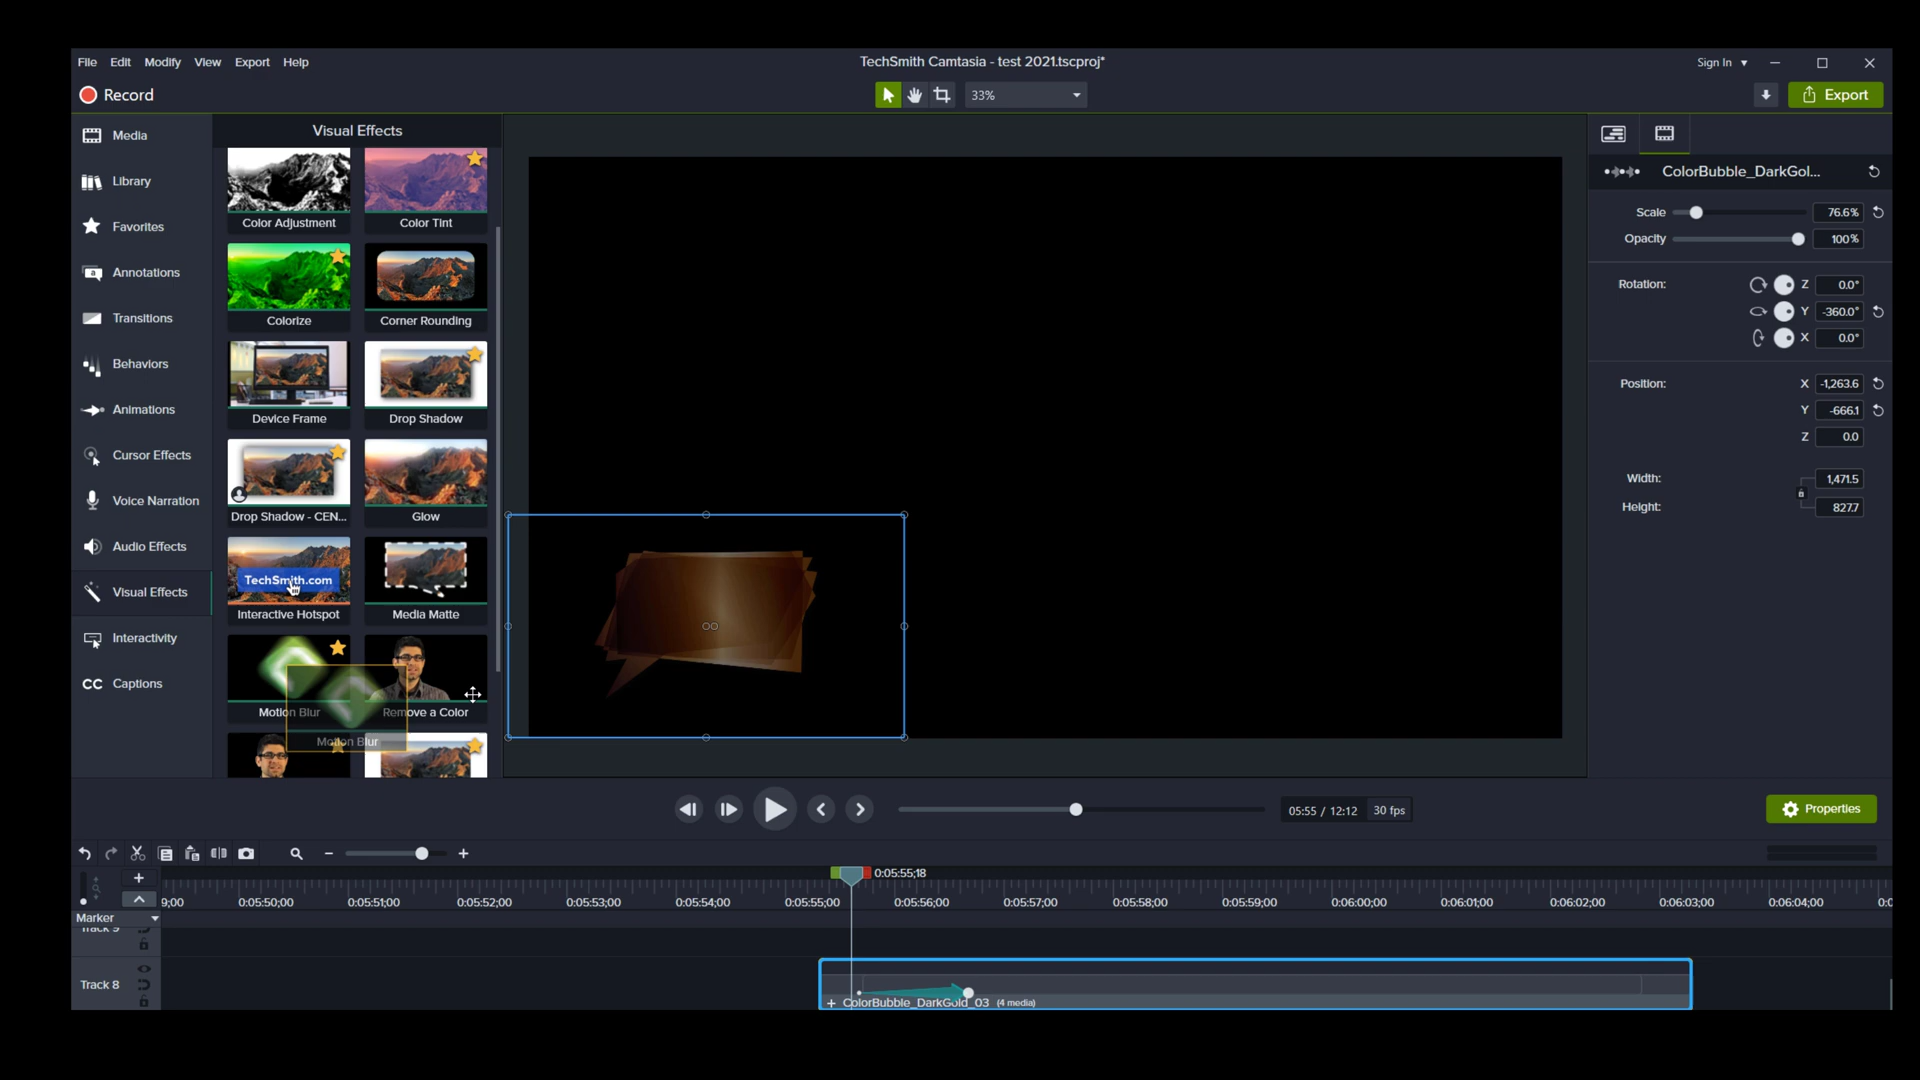 File Edit Modify View Export Help
TechSmith Camtasia - test 2021.tscproj*
Sign In
Record
33%
Export
Media
Library
Favorites
Annotations
Transitions
Behaviors
Animations
Cursor Effects
Voice Narration
Audio Effects
Visual Effects
Interactivity
CC Captions
Visual Effects
Color Adjustment
Color Tint
Colorize
Corner Rounding
Device Frame
Drop Shadow
Drop Shadow - CEN...
Glow
TechSmith.com
Interactive Hotspot
Media Matte
Motion Blur
Remove a Color
Motion Blur
ColorBubble_DarkGol...
Scale 76.6%
Opacity 100%
Rotation: Z 0.0°
Y -360.0°
X 0.0°
Position: X -1,263.6
Y -666.1
Z 0.0
Width: 1,471.5
Height: 827.7
05:55 / 12:12 30 fps
Properties
0:05:55;18
9;00 0:05:50;00 0:05:51;00 0:05:52;00 0:05:53;00 0:05:54;00 0:05:55;00 0:05:56;00 0:05:57;00 0:05:58;00 0:05:59;00 0:06:00;00 0:06:01;00 0:06:02;00 0:06:03;00 0:06:04;00 0:0
Marker
Track 9
Track 8
+ ColorBubble_DarkGold_03 (4 media)